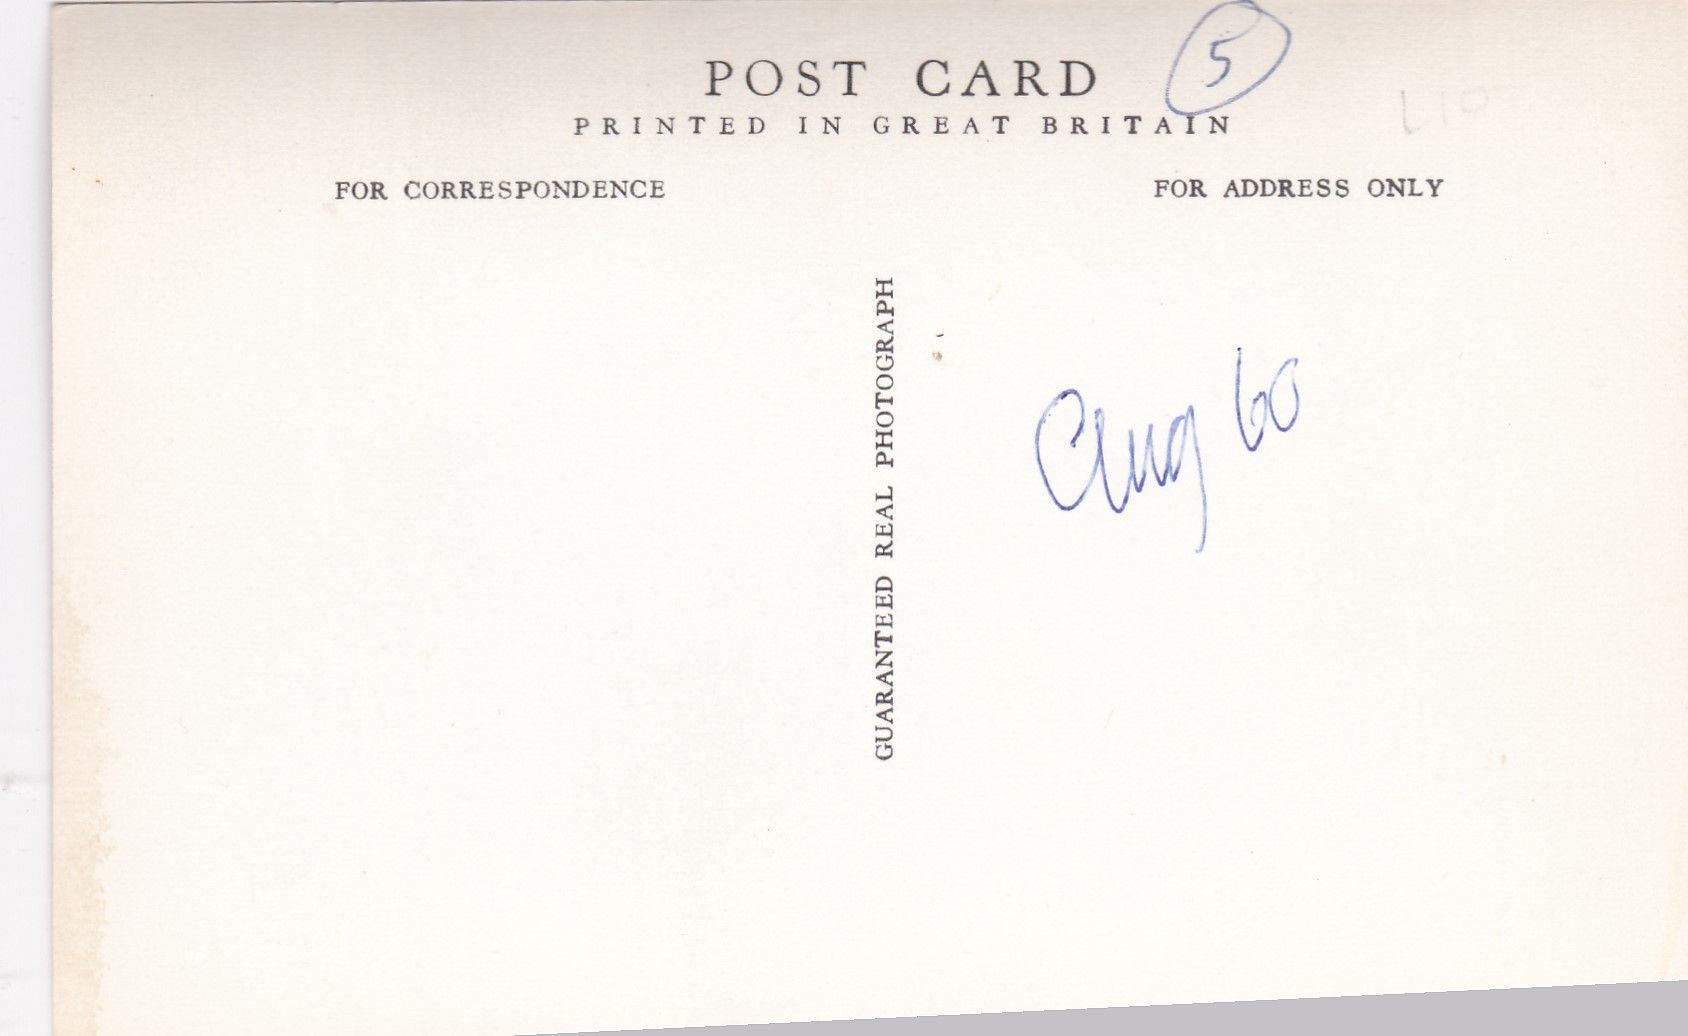 5
POST CARD
PRINTED IN GREAT BRITAIN
FOR CORRESPONDENCE
FOR ADDRESS ONLY
GUARANTEED REAL PHOTOGRAPH
Aug 60